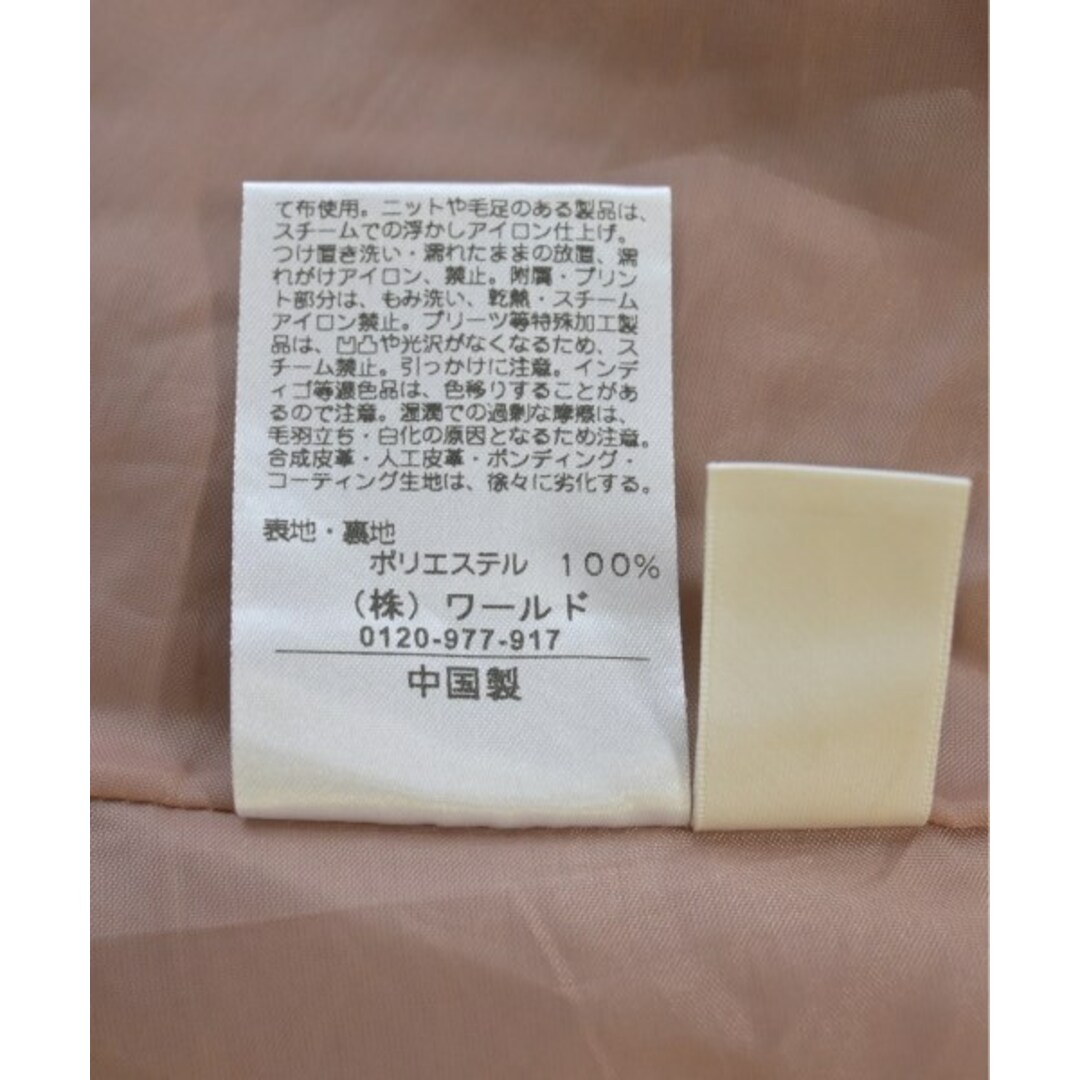 て布使用。ニットや毛足のある製品は、
スチームでの浮かしアイロン仕上げ。
つけ置き洗い・濡れたままの放置、濡
れがけアイロン、禁止。附属・プリン
ト部分は、もみ洗い、乾熱・スチーム
アイロン禁止。プリーツ等特殊加工製
品は、凹凸や光沢がなくなるため、ス
チーム禁止。引っかけに注意。インデ
ィゴ等濃色品は、色移りすることがあ
るので注意。湿潤での過剰な摩擦は、
毛羽立ち・白化の原因となるため注意。
合成皮革・人工皮革・ボンディング・
コーティング生地は、徐々に劣化する。
表地・裏地
ポリエステル 100%
(株)ワールド
0120-977-917
中国製